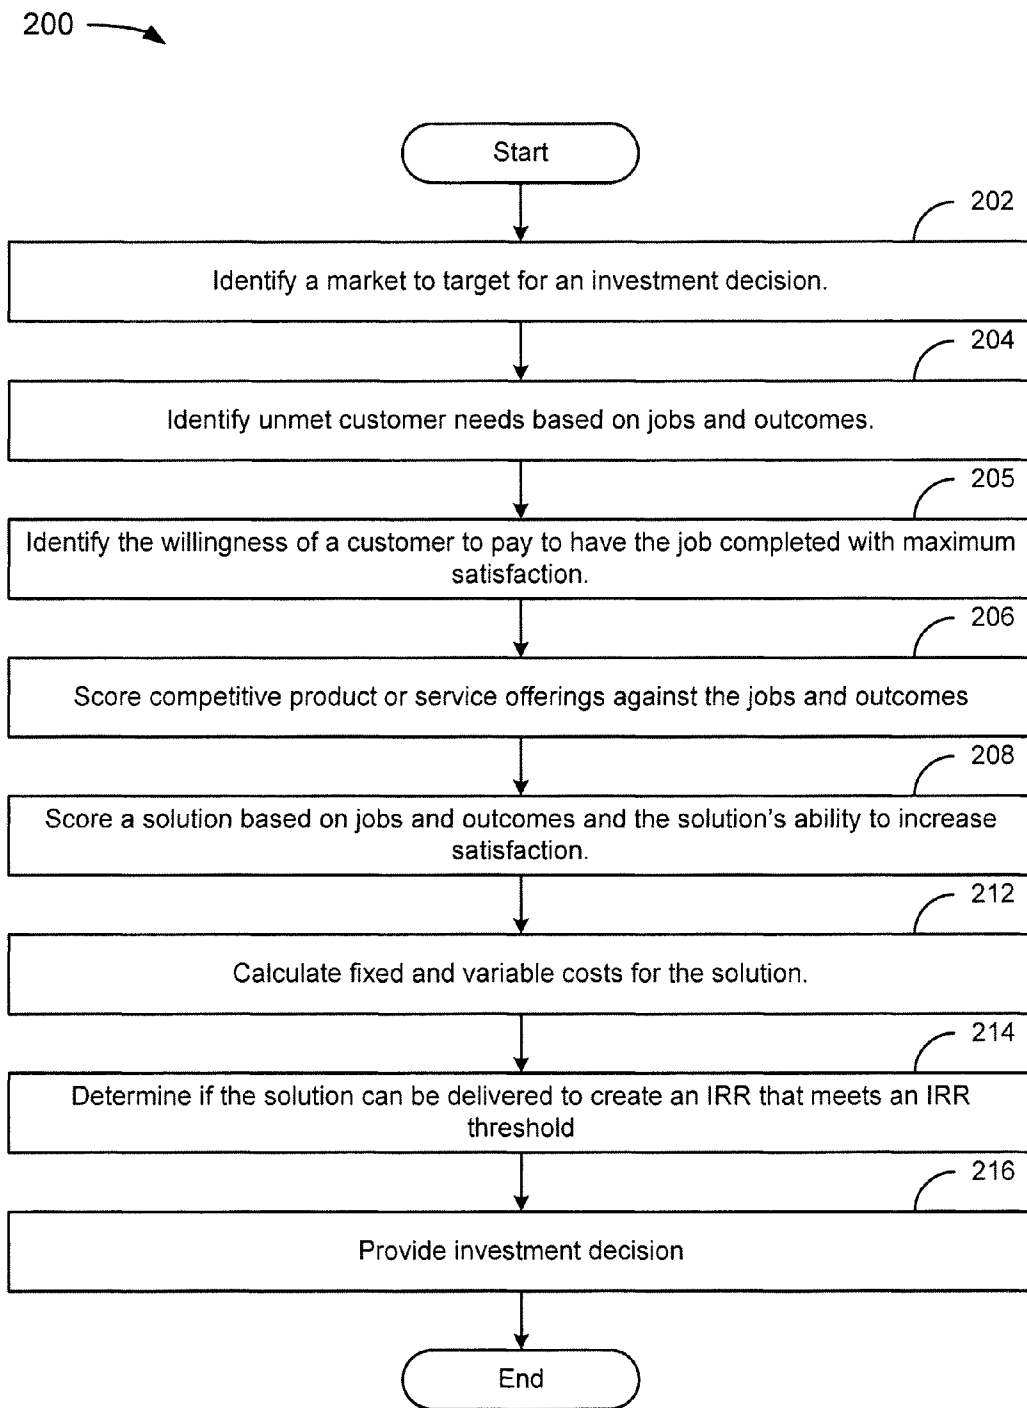 200
Start
202
Identify a market to target for an investment decision.
204
Identify unmet customer needs based on jobs and outcomes.
205
Identify the willingness of a customer to pay to have the job completed with maximum
satisfaction.
206
Score competitive product or service offerings against the jobs and outcomes
208
Score a solution based on jobs and outcomes and the solution's ability to increase
satisfaction.
212
Calculate fixed and variable costs for the solution.
214
Determine if the solution can be delivered to create an IRR that meets an IRR
threshold
216
Provide investment decision
End